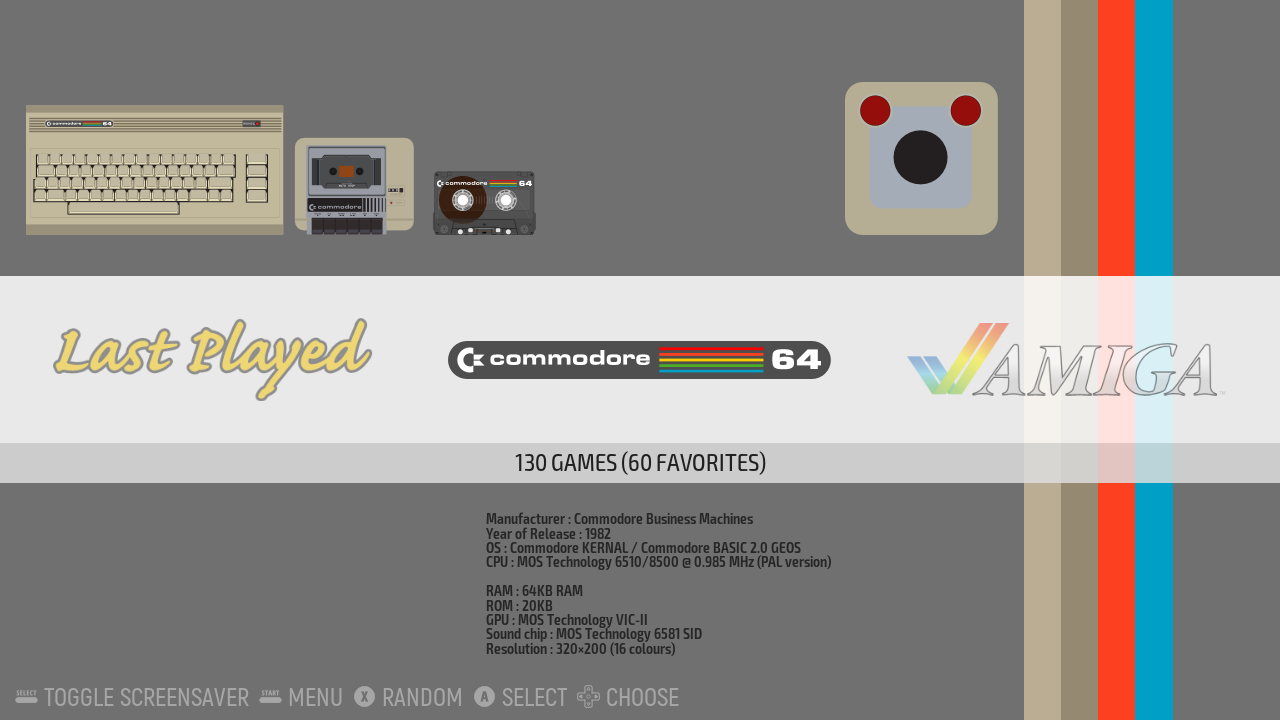 commodore 64
commodore
commodore 64
Last Played
commodore 64
AMIGA
130 GAMES (60 FAVORITES)
Manufacturer : Commodore Business Machines
Year of Release : 1982
OS : Commodore KERNAL / Commodore BASIC 2.0 GEOS
CPU : MOS Technology 6510/8500 @ 0.985 MHz (PAL version)
RAM : 64KB RAM
ROM : 20KB
GPU : MOS Technology VIC-II
Sound chip : MOS Technology 6581 SID
Resolution : 320×200 (16 colours)
SELECT TOGGLE SCREENSAVER START MENU X RANDOM A SELECT CHOOSE